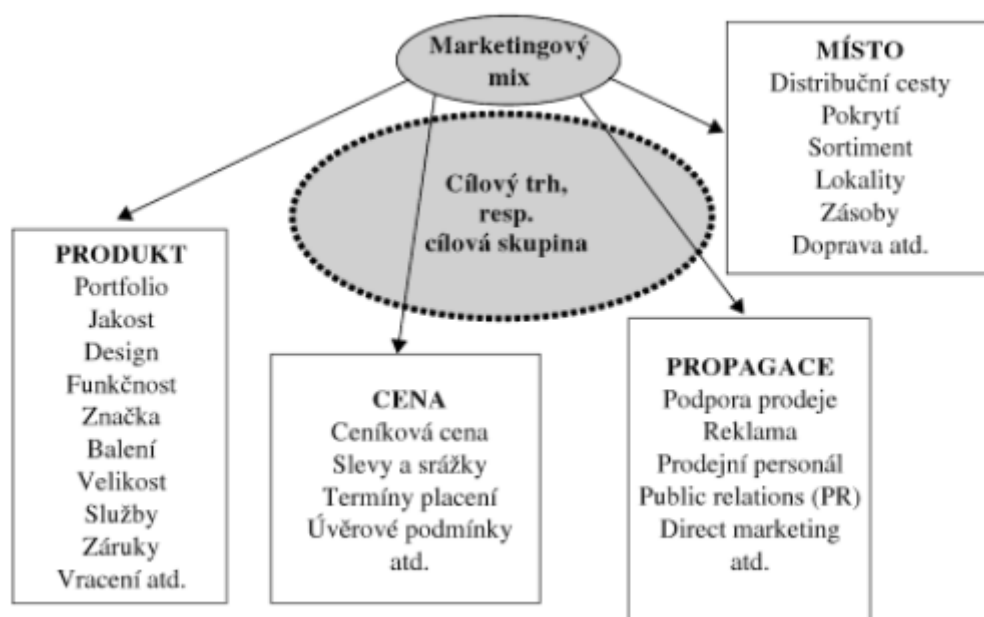 Marketingový
mix
Cílový trh,
resp.
cílová skupina
PRODUKT
Portfolio
Jakost
Design
Funkčnost
Značka
Balení
Velikost
Služby
Záruky
Vracení atd.
CENA
Ceníková cena
Slevy a srážky
Termíny placení
Úvěrové podmínky
atd.
PROPAGACE
Podpora prodeje
Reklama
Prodejní personál
Public relations (PR)
Direct marketing
atd.
MÍSTO
Distribuční cesty
Pokrytí
Sortiment
Lokality
Zásoby
Doprava atd.